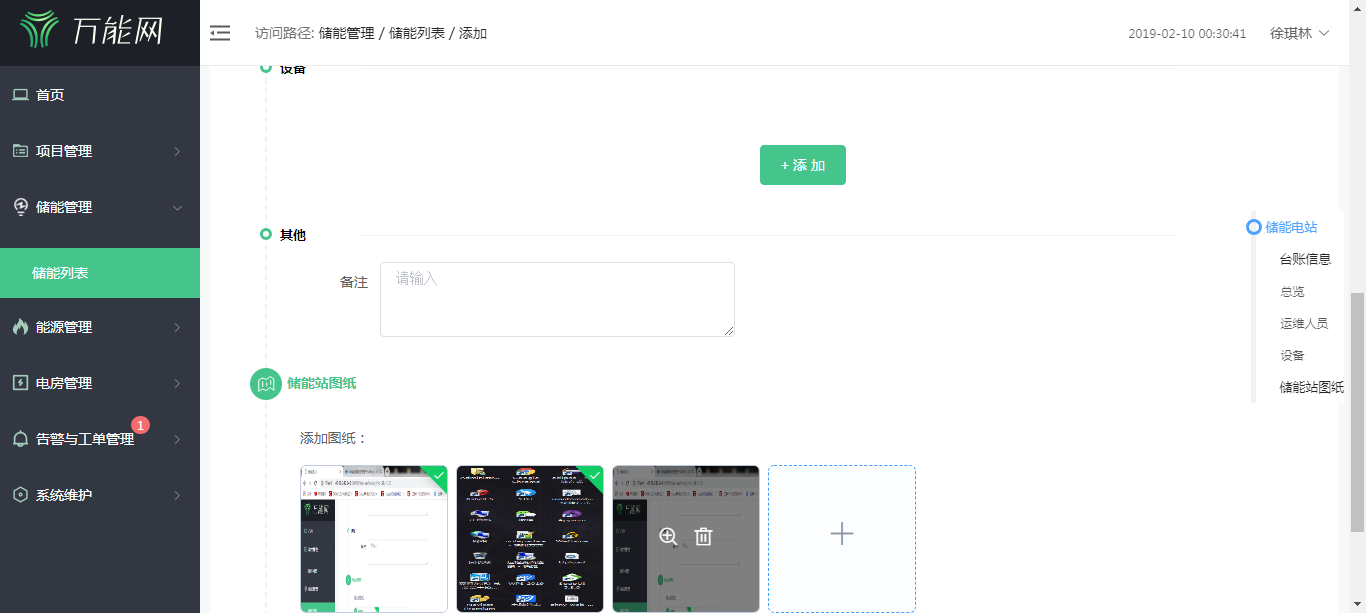 万能网
访问路径: 储能管理 / 储能列表 / 添加
2019-02-10 00:30:41
徐琪林
首页
项目管理
储能管理
储能列表
能源管理
电房管理
告警与工单管理
1
系统维护
设备
+ 添 加
其他
备注
请输入
储能站图纸
添加图纸：
储能电站
台账信息
总览
运维人员
设备
储能站图纸